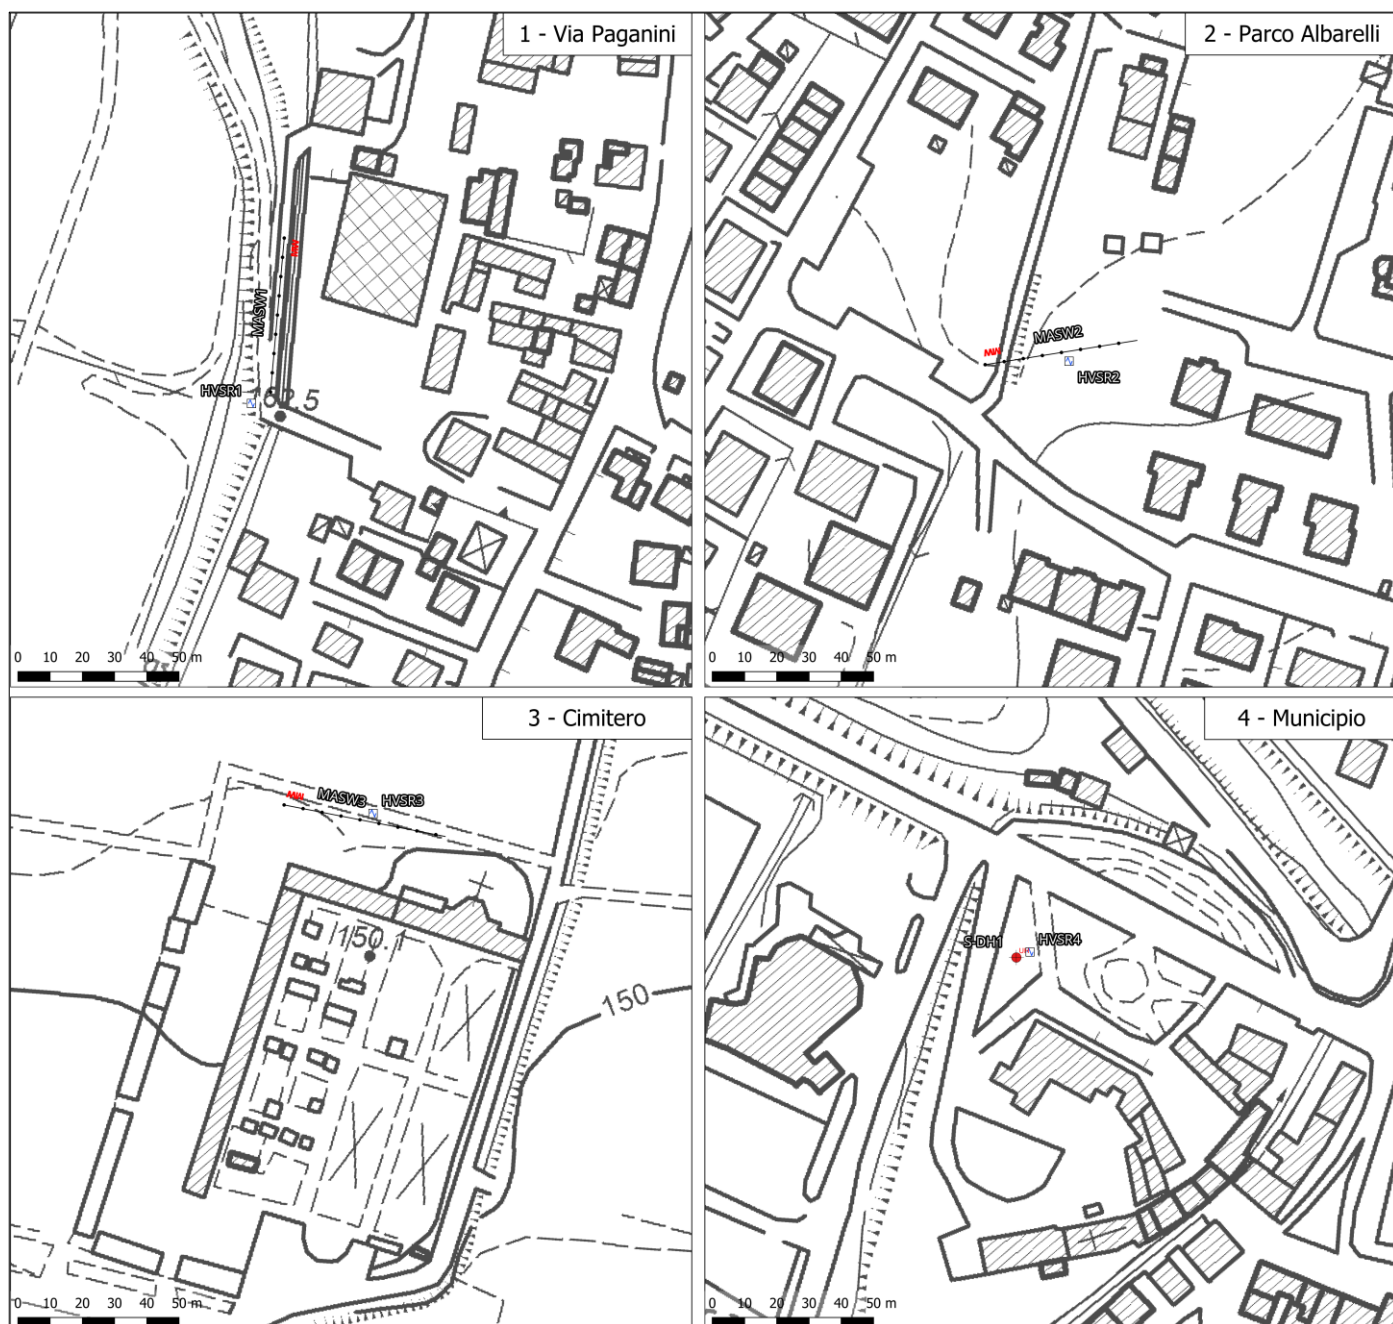 1 - Via Paganini
MASW1
HVSR1
0 10 20 30 40 50 m
2 - Parco Albarelli
MASW2
HVSR2
0 10 20 30 40 50 m
3 - Cimitero
MASW3
HVSR3
150.1
150
0 10 20 30 40 50 m
4 - Municipio
S-DH1
HVSR4
0 10 20 30 40 50 m